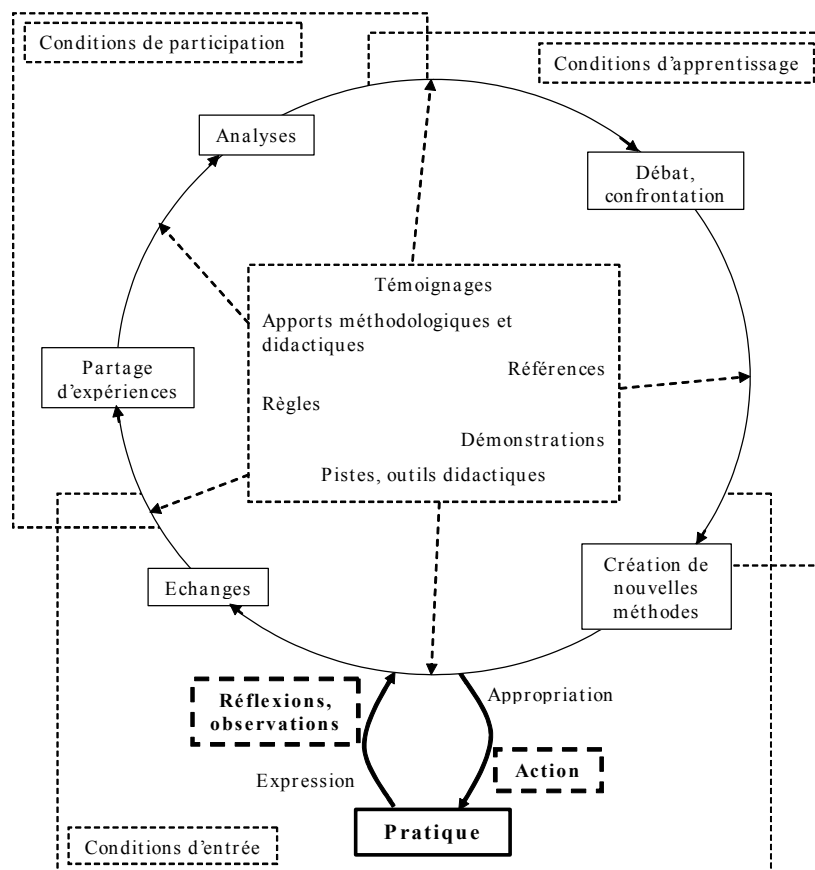 Conditions de participation
Conditions d'apprentissage
Analyses
Débat,
confrontation
Témoignages
Apports méthodologiques et
didactiques
Partage
d'expériences
Références
Règles
Démonstrations
Pistes, outils didactiques
Echanges
Création de
nouvelles
méthodes
Réflexions,
observations
Appropriation
Expression
Action
Pratique
Conditions d'entrée